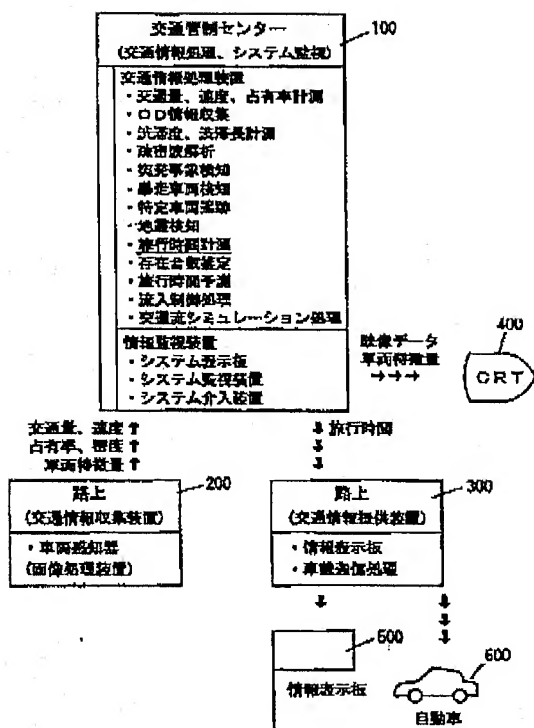 交通管制センター
(交通情報処理、システム監視)
100
交通情報処理装置
・交通量、速度、占有率計測
・OD情報収集
・渋滞度、渋滞長計測
・疎密波解析
・突発事象検知
・暴走車両検知
・特定車両追跡
・地震検知
・旅行時間計測
・存在台数推定
・旅行時間予測
・流入制御処理
・交通流シミュレーション処理
情報監視装置
・システム表示板
・システム監視装置
・システム介入装置
映像データ
車両特徴量
→→→
400
CRT
交通量、速度↑
占有率、密度↑
車両特徴量↑
↓旅行時間
↓
↓
200
路上
(交通情報収集装置)
・車両感知器
(画像処理装置)
300
路上
(交通情報提供装置)
・情報表示板
・車載通信処理
↓
↓
↓
↓
↓
500
情報表示板
600
自動車